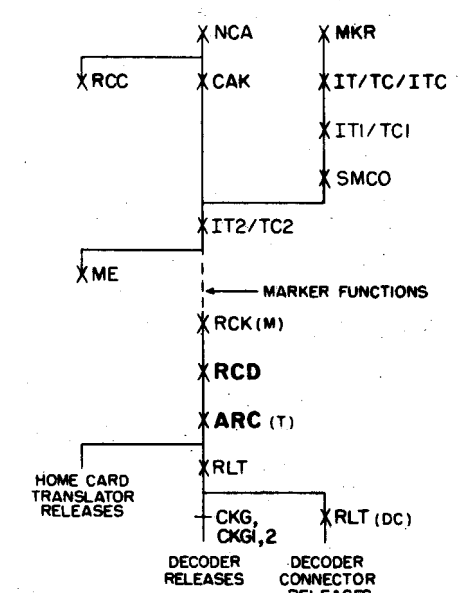 NCA
MKR
RCC
CAK
IT/TC/ITC
IT1/TC1
SMCO
IT2/TC2
ME
MARKER FUNCTIONS
RCK (M)
RCD
ARC (T)
RLT
HOME CARD
TRANSLATOR
RELEASES
CKG,
CKG1,2
RLT (DC)
DECODER
RELEASES
DECODER
CONNECTOR
RELEASES